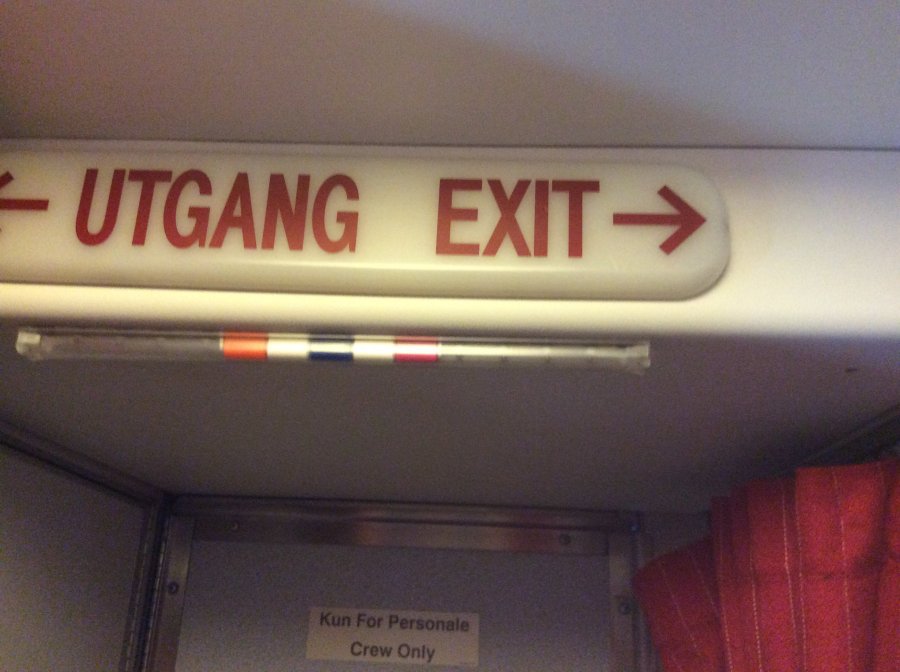 ← UTGANG EXIT →
Kun For Personale
Crew Only